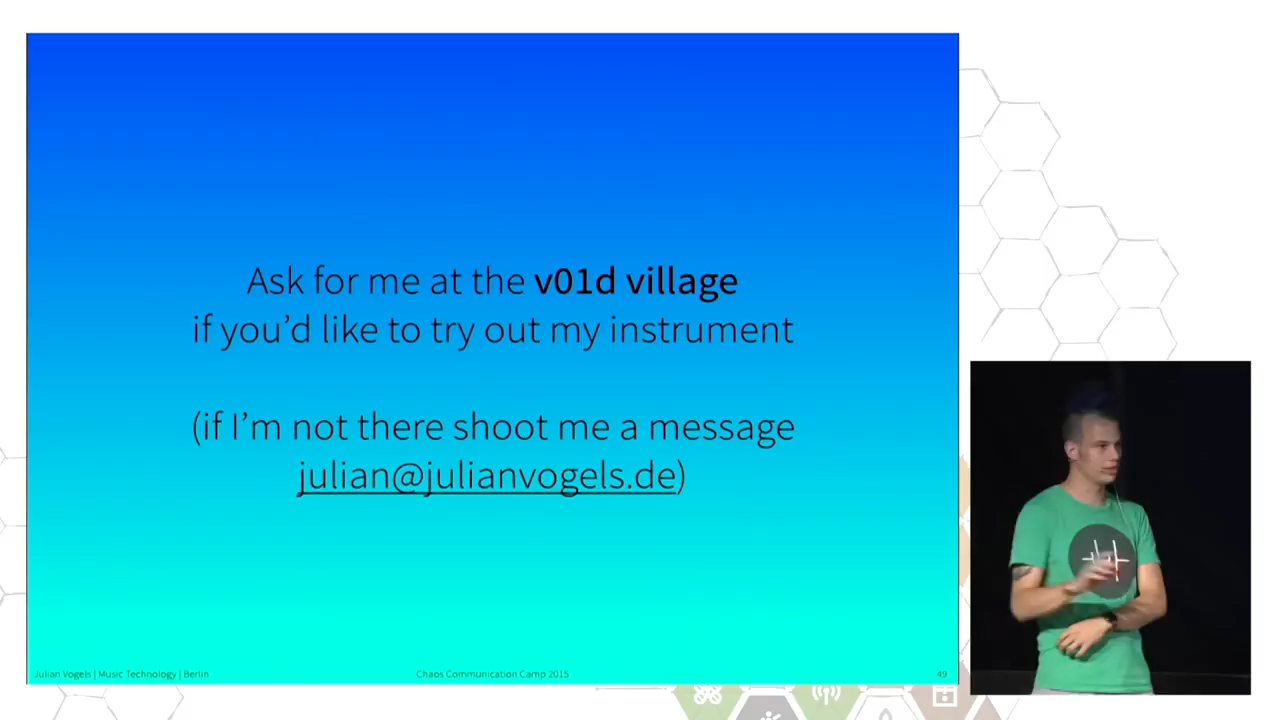 Ask for me at the v01d village
if you’d like to try out my instrument
(if I’m not there shoot me a message
julian@julianvogels.de)
Julian Vogels | Music Technology | Berlin
Chaos Communication Camp 2015
49